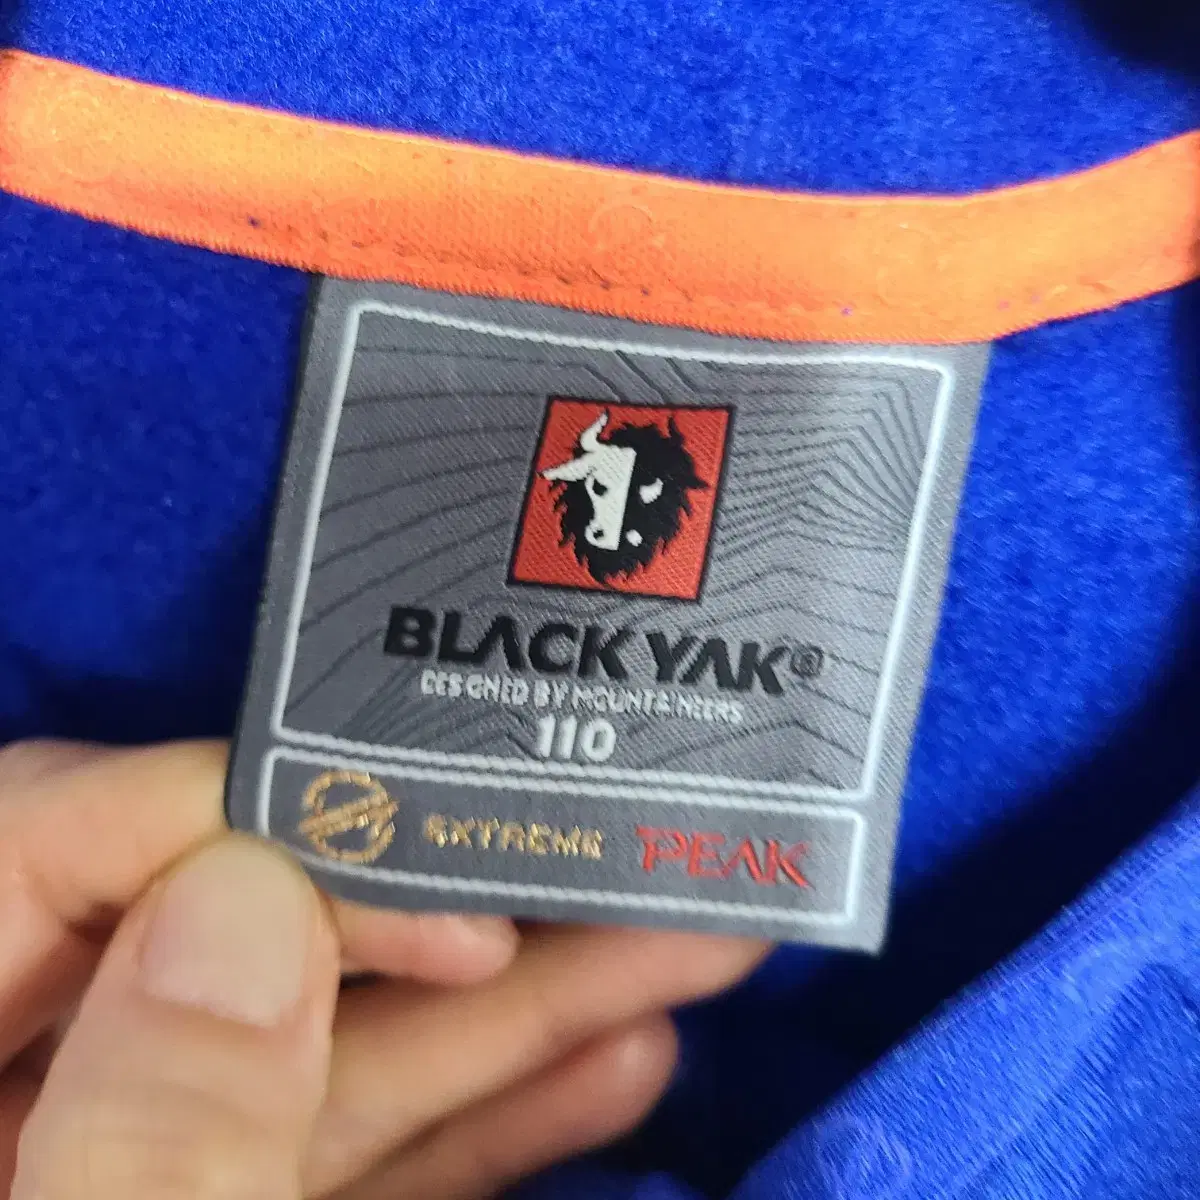 BLACK YAK®
DESIGNED BY MOUNTAINEERS
110
EXTREME PEAK